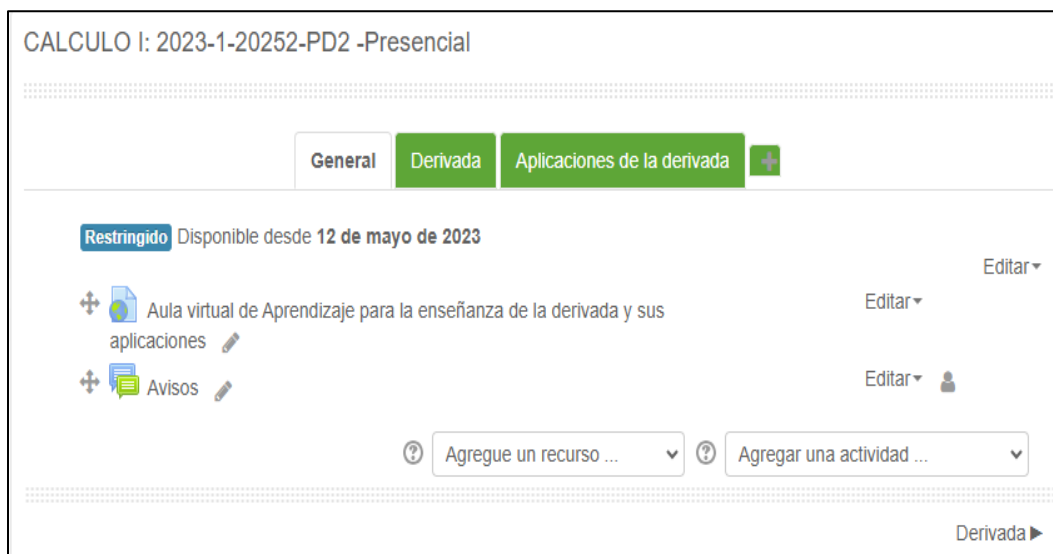 CALCULO I: 2023-1-20252-PD2 -Presencial
General Derivada Aplicaciones de la derivada +
Restringido Disponible desde 12 de mayo de 2023
Editar
Aula virtual de Aprendizaje para la enseñanza de la derivada y sus Editar
aplicaciones
Avisos Editar
? Agregue un recurso ... ? Agregar una actividad ...
Derivada ►